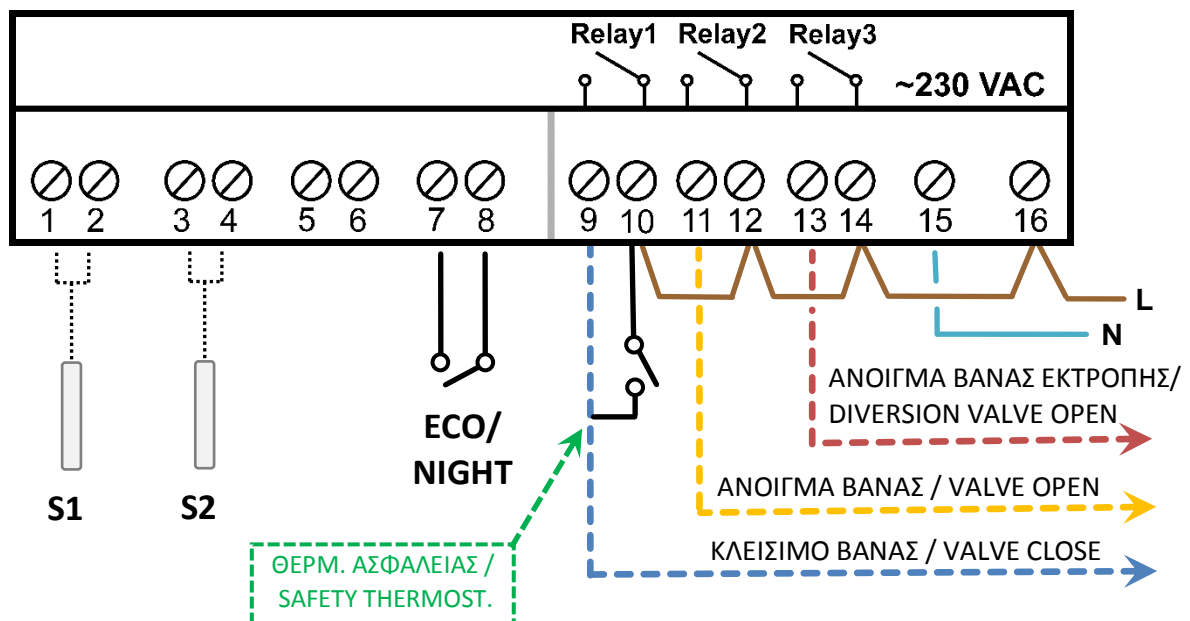 Relay1 Relay2 Relay3
~230 VAC
1 2 3 4 5 6 7 8 9 10 11 12 13 14 15 16
L
N
ΑΝΟΙΓΜΑ ΒΑΝΑΣ ΕΚΤΡΟΠΗΣ/
DIVERSION VALVE OPEN
ECO/
NIGHT
ΑΝΟΙΓΜΑ ΒΑΝΑΣ / VALVE OPEN
S1 S2
ΚΛΕΙΣΙΜΟ ΒΑΝΑΣ / VALVE CLOSE
ΘΕΡΜ. ΑΣΦΑΛΕΙΑΣ /
SAFETY THERMOST.